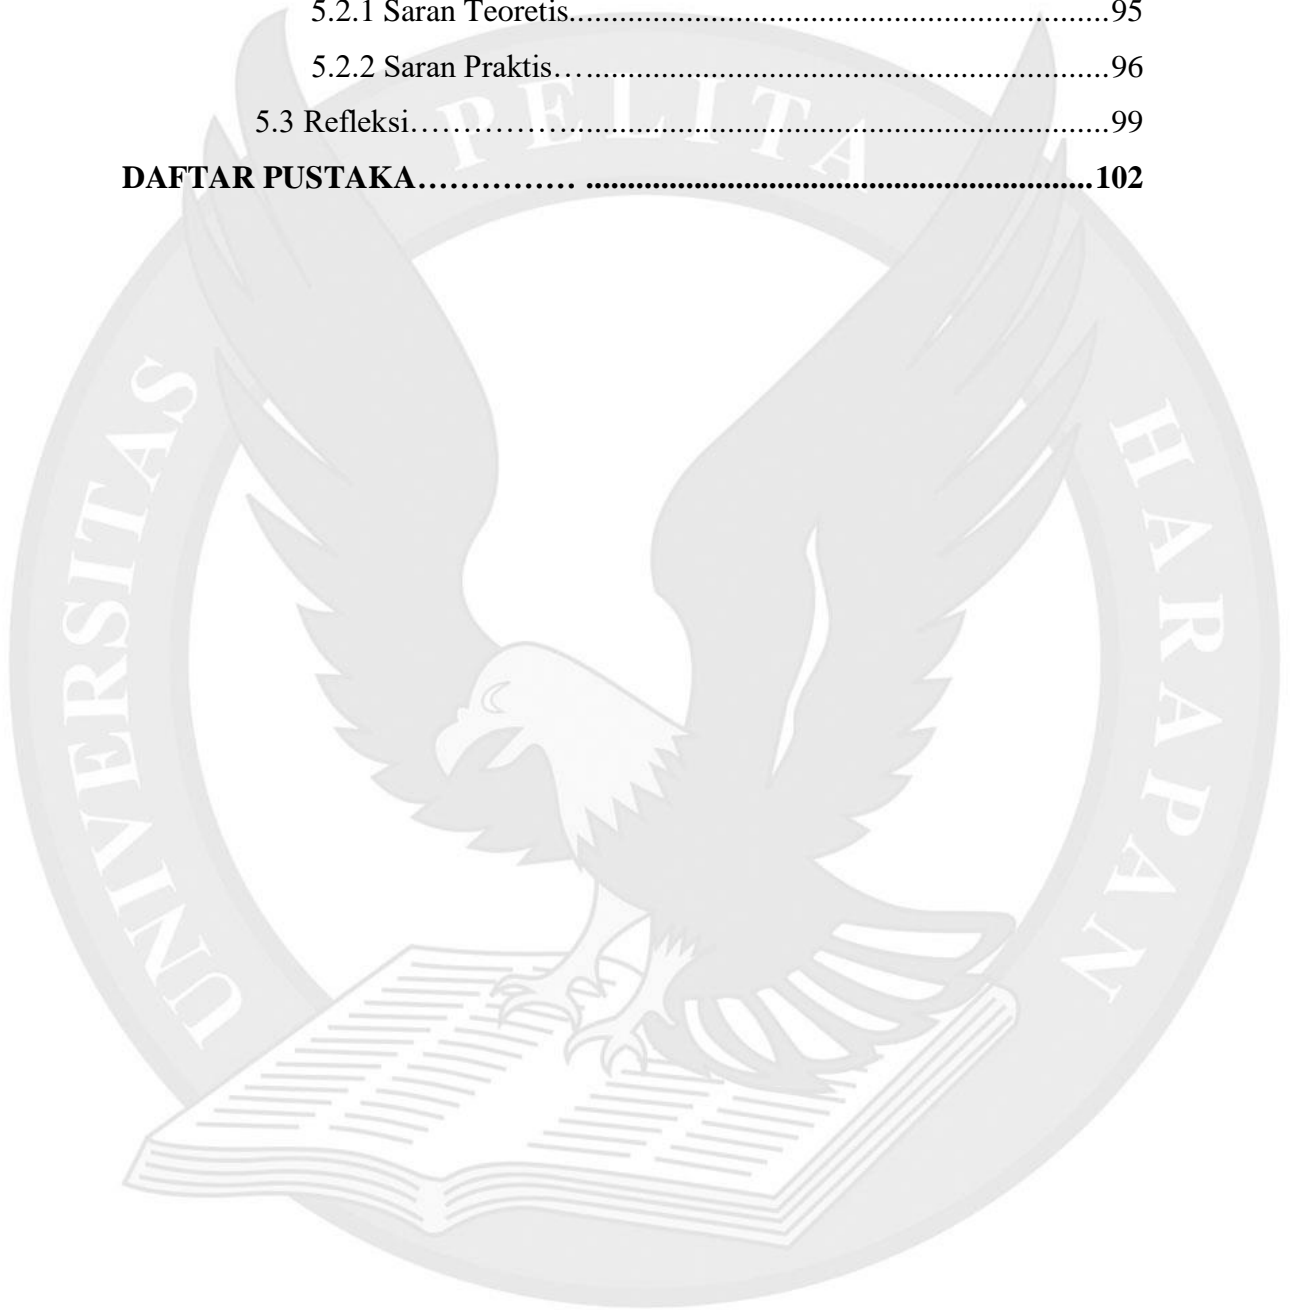 5.2.1 Saran Teoretis....................................................................95
5.2.2 Saran Praktis…..................................................................96
5.3 Refleksi……………..................................................................99
DAFTAR PUSTAKA…………… ...............................................................102
UNIVERSITAS PELITA HARAPAN